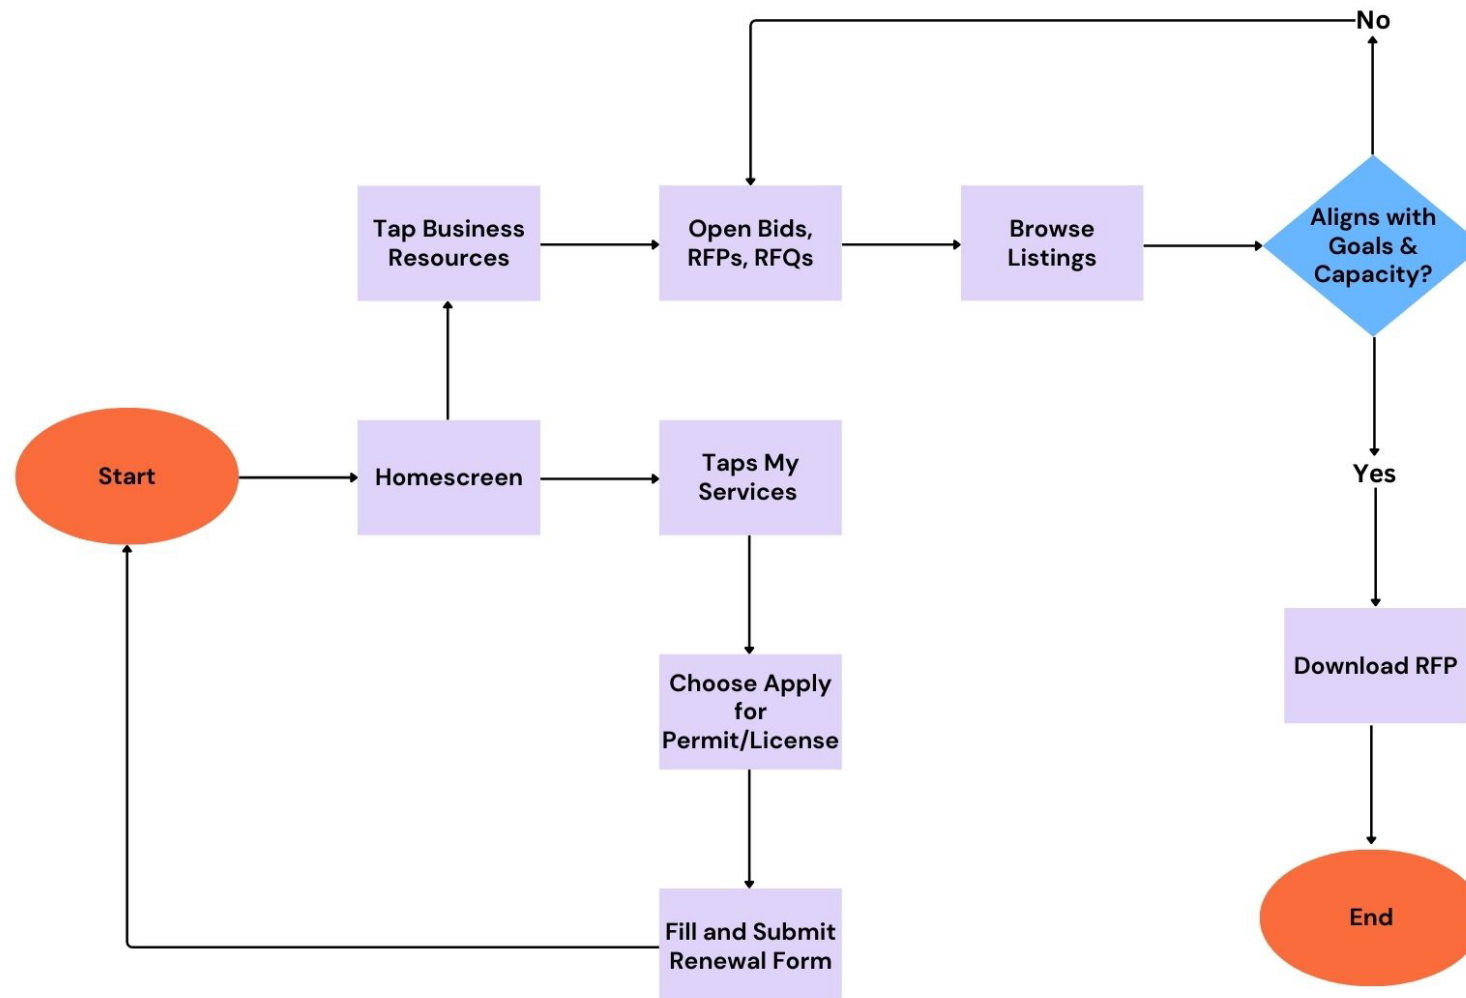 No
Tap Business
Resources
Open Bids,
RFPs, RFQs
Browse
Listings
Aligns with
Goals &
Capacity?
Start
Homescreen
Taps My
Services
Yes
Choose Apply
for
Permit/License
Download RFP
Fill and Submit
Renewal Form
End